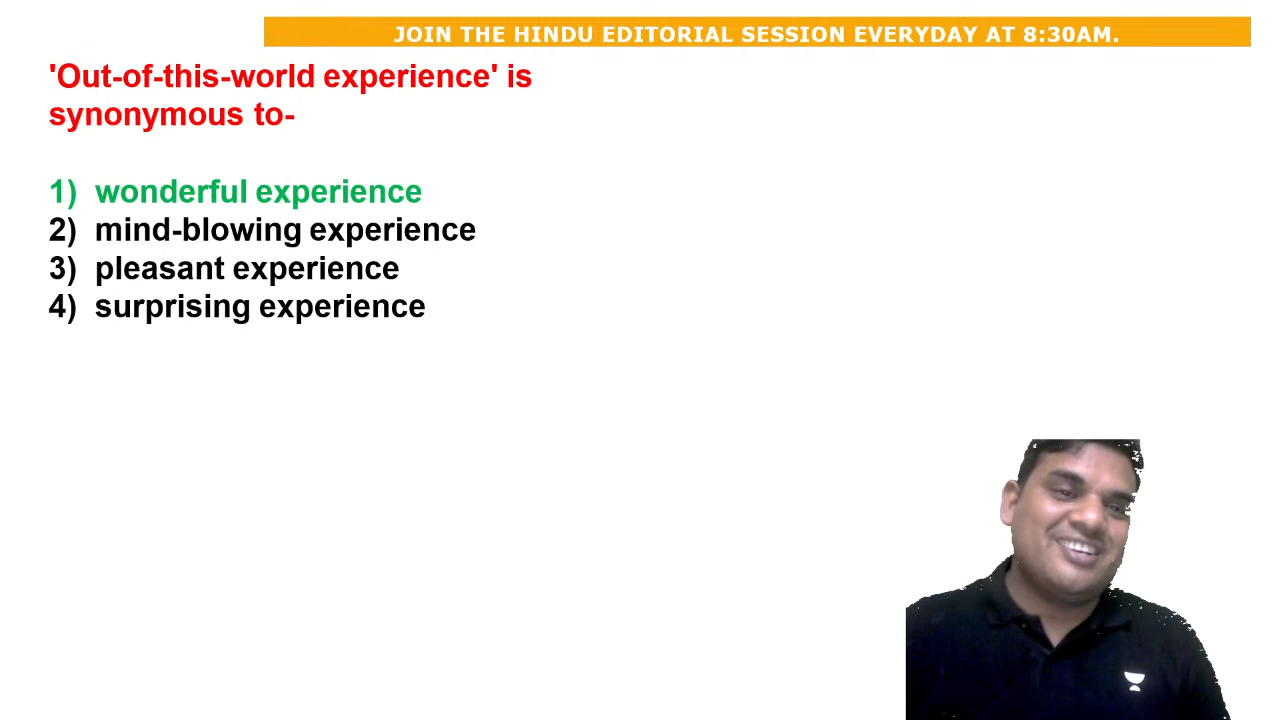 JOIN THE HINDU EDITORIAL SESSION EVERYDAY AT 8:30AM.
'Out-of-this-world experience' is
synonymous to-
1) wonderful experience
2) mind-blowing experience
3) pleasant experience
4) surprising experience